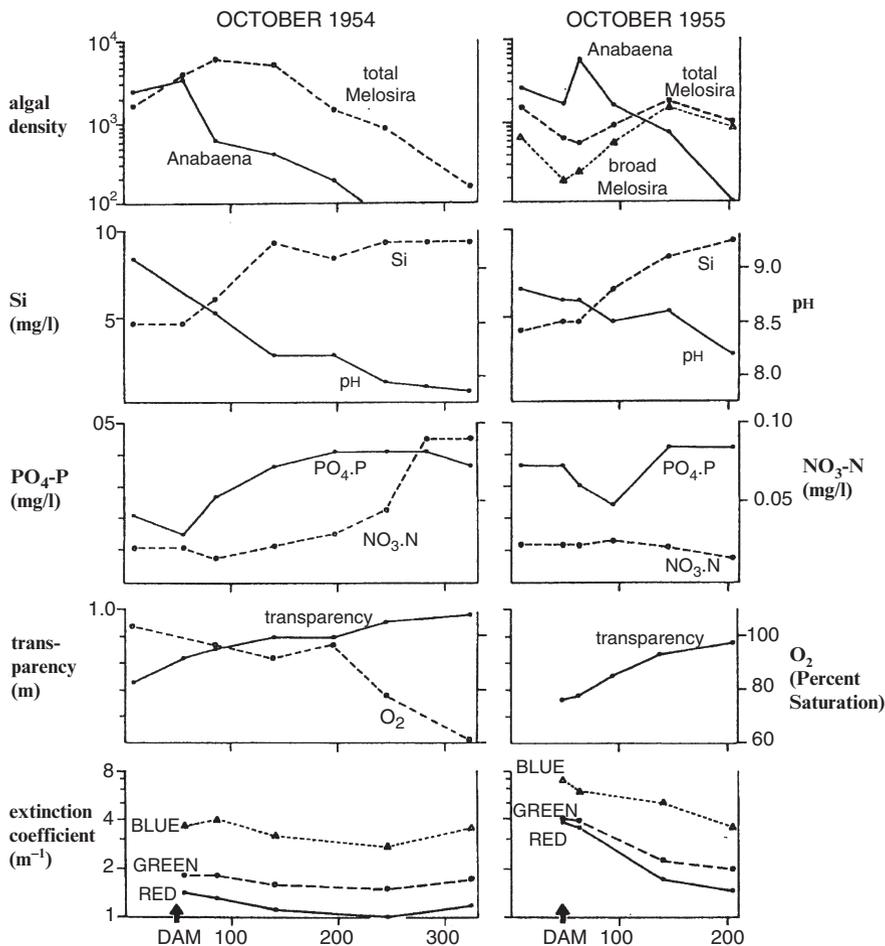 OCTOBER 1954
OCTOBER 1955
algal
density
10⁴
10³
10²
total
Melosira
Anabaena
Anabaena
total
Melosira
broad
Melosira
Si
(mg/l)
10
5
Si
pH
Si
pH
9.0
8.5
8.0
pH
PO₄-P
(mg/l)
05
PO₄.P
NO₃.N
PO₄.P
NO₃.N
0.10
0.05
NO₃-N
(mg/l)
trans-
parency
(m)
1.0
transparency
O₂
transparency
100
80
60
O₂
(Percent
Saturation)
extinction
coefficient
(m⁻¹)
8
4
2
1
BLUE
GREEN
RED
BLUE
GREEN
RED
DAM 100 200 300
DAM 100 200